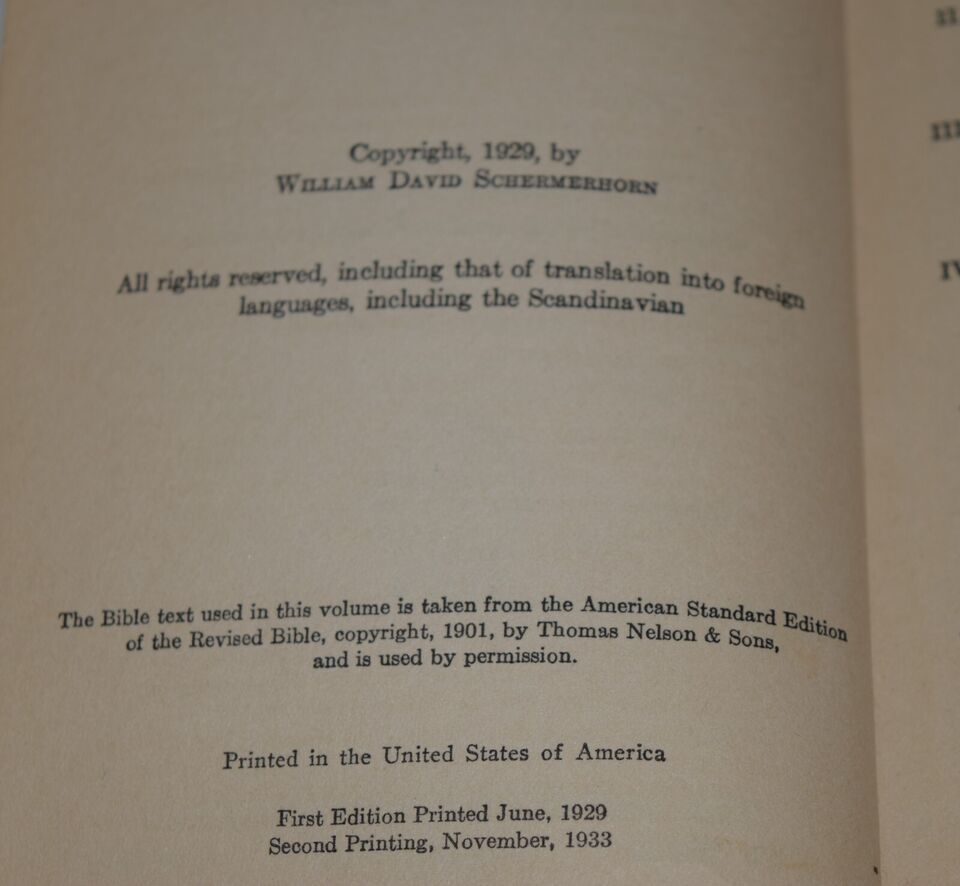 Copyright, 1929, by
WILLIAM DAVID SCHERMERHORN
All rights reserved, including that of translation into foreign
languages, including the Scandinavian
The Bible text used in this volume is taken from the American Standard Edition
of the Revised Bible, copyright, 1901, by Thomas Nelson & Sons,
and is used by permission.
Printed in the United States of America
First Edition Printed June, 1929
Second Printing, November, 1933
II
III